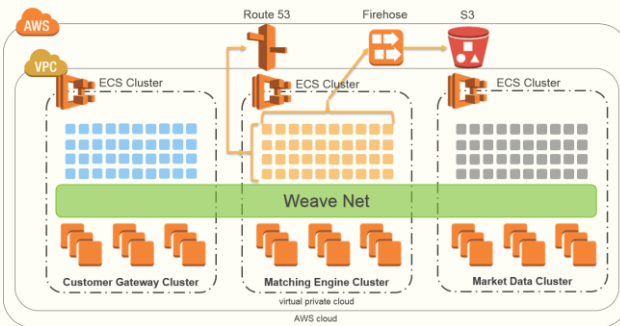 Route 53
Firehose
S3
AWS
VPC
ECS Cluster
ECS Cluster
ECS Cluster
Weave Net
Customer Gateway Cluster
Matching Engine Cluster
Market Data Cluster
virtual private cloud
AWS cloud